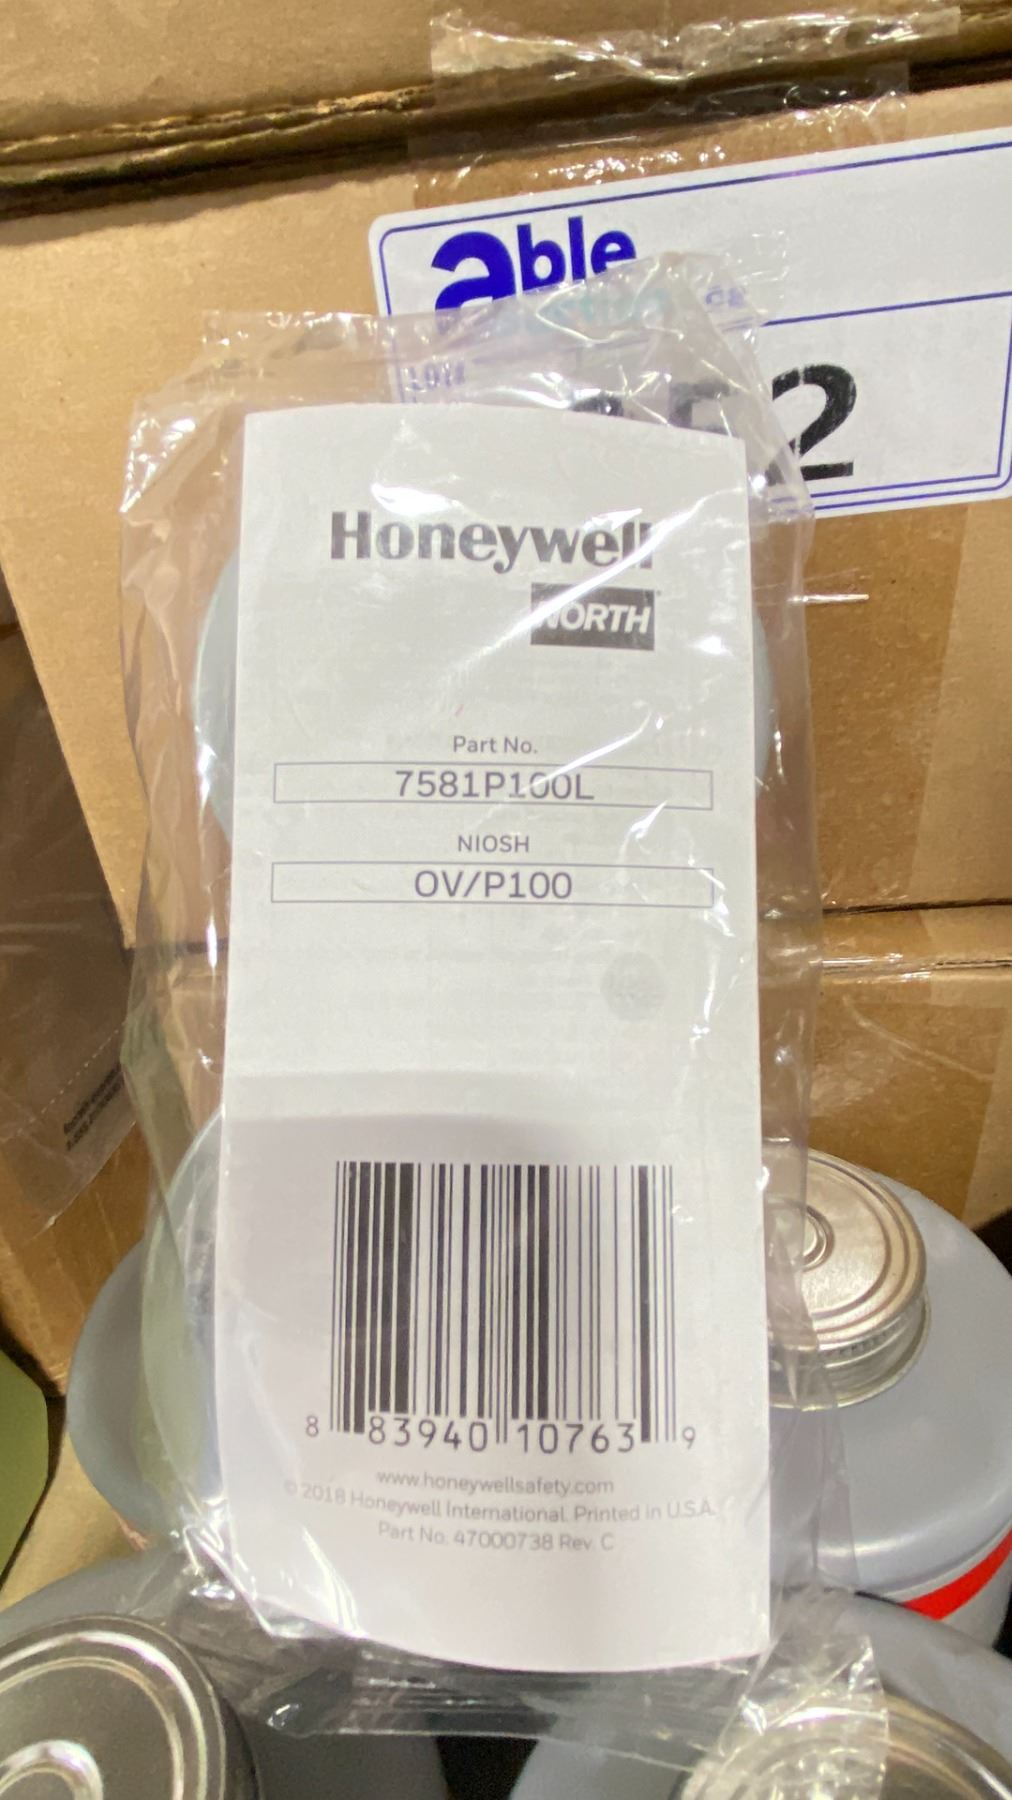 able
Honeywell
NORTH
Part No.
7581P100L
NIOSH
OV/P100
8 83940 10763 9
www.honeywellsafety.com
© 2018 Honeywell International. Printed in U.S.A.
Part No. 47000738 Rev. C